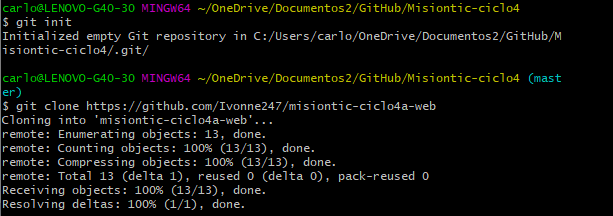 carlo@LENOVO-G40-30 MINGW64 ~/OneDrive/Documentos2/GitHub/Misiontic-ciclo4
$ git init
Initialized empty Git repository in C:/Users/carlo/OneDrive/Documentos2/GitHub/M
isiontic-ciclo4/.git/
carlo@LENOVO-G40-30 MINGW64 ~/OneDrive/Documentos2/GitHub/Misiontic-ciclo4 (mast
er)
$ git clone https://github.com/Ivonne247/misiontic-ciclo4a-web
Cloning into 'misiontic-ciclo4a-web'...
remote: Enumerating objects: 13, done.
remote: Counting objects: 100% (13/13), done.
remote: Compressing objects: 100% (13/13), done.
remote: Total 13 (delta 1), reused 0 (delta 0), pack-reused 0
Receiving objects: 100% (13/13), done.
Resolving deltas: 100% (1/1), done.